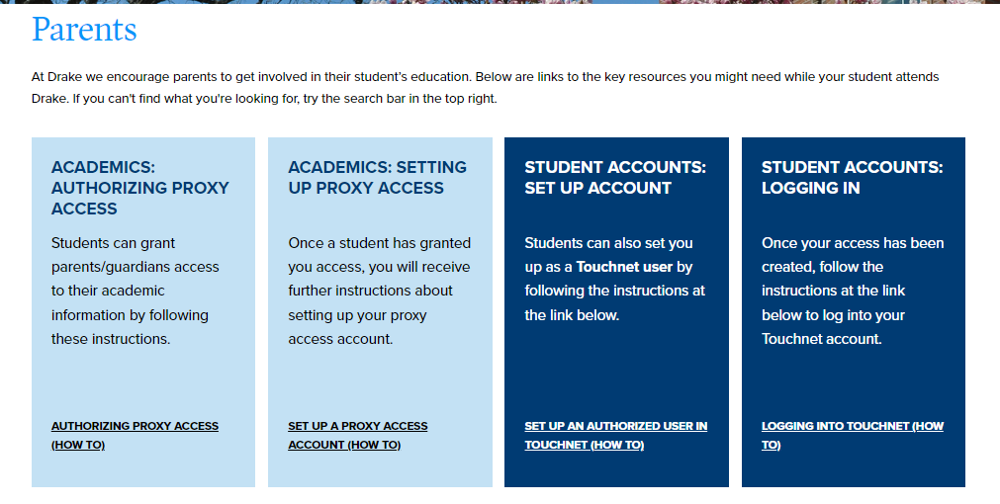 Parents
At Drake we encourage parents to get involved in their student's education. Below are links to the key resources you might need while your student attends
Drake. If you can't find what you're looking for, try the search bar in the top right.
ACADEMICS:
AUTHORIZING PROXY
ACCESS
Students can grant
parents/guardians access
to their academic
information by following
these instructions.
AUTHORIZING PROXY ACCESS
(HOW TO)
ACADEMICS: SETTING
UP PROXY ACCESS
Once a student has granted
you access, you will receive
further instructions about
setting up your proxy
access account.
SET UP A PROXY ACCESS
ACCOUNT (HOW TO)
STUDENT ACCOUNTS:
SET UP ACCOUNT
Students can also set you
up as a Touchnet user by
following the instructions at
the link below.
SET UP AN AUTHORIZED USER IN
TOUCHNET (HOW TO)
STUDENT ACCOUNTS:
LOGGING IN
Once your access has been
created, follow the
instructions at the link
below to log into your
Touchnet account.
LOGGING INTO TOUCHNET (HOW
TO)